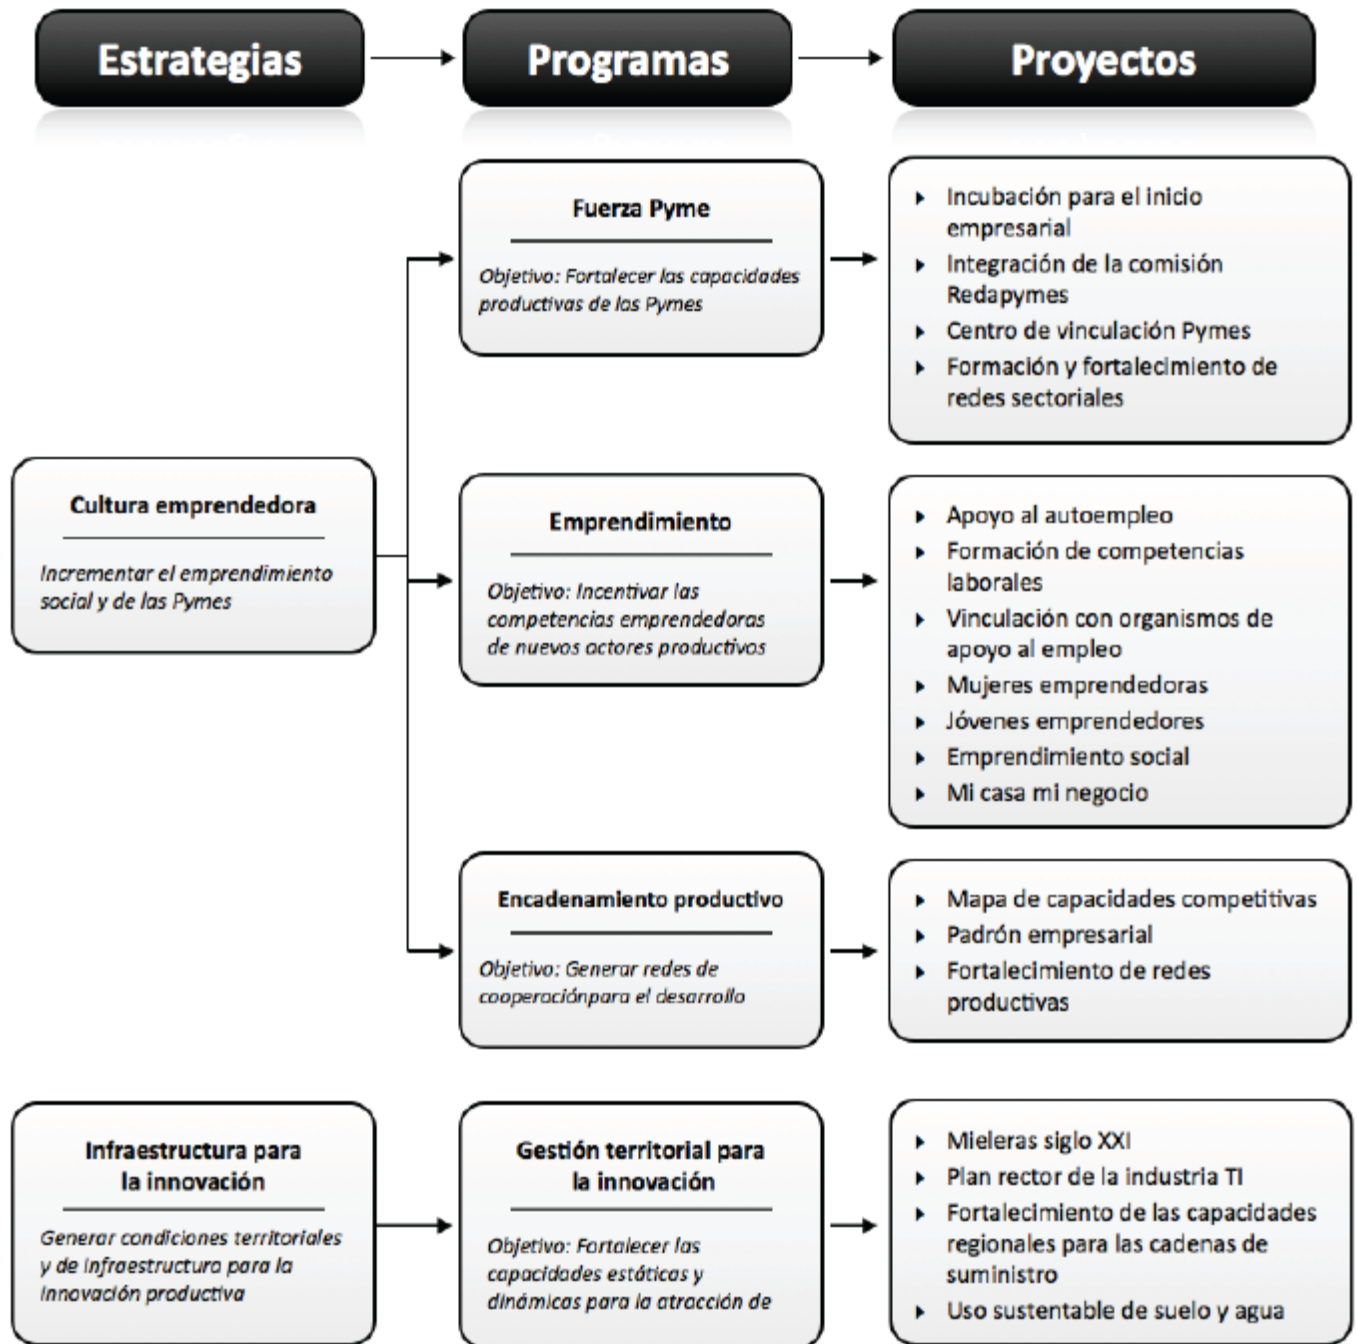 Estrategias
Programas
Proyectos
Fuerza Pyme
Objetivo: Fortalecer las capacidades
productivas de las Pymes
Incubación para el inicio
empresarial
Integración de la comisión
Redapymes
Centro de vinculación Pymes
Formación y fortalecimiento de
redes sectoriales
Cultura emprendedora
Incrementar el emprendimiento
social y de las Pymes
Emprendimiento
Objetivo: Incentivar las
competencias emprendedoras
de nuevos actores productivos
Apoyo al autoempleo
Formación de competencias
laborales
Vinculación con organismos de
apoyo al empleo
Mujeres emprendedoras
Jóvenes emprendedores
Emprendimiento social
Mi casa mi negocio
Encadenamiento productivo
Objetivo: Generar redes de
cooperaciónpara el desarrollo
Mapa de capacidades competitivas
Padrón empresarial
Fortalecimiento de redes
productivas
Infraestructura para
la innovación
Generar condiciones territoriales
y de infraestructura para la
innovación productiva
Gestión territorial para
la innovación
Objetivo: Fortalecer las
capacidades estáticas y
dinámicas para la atracción de
Mieleras siglo XXI
Plan rector de la industria TI
Fortalecimiento de las capacidades
regionales para las cadenas de
suministro
Uso sustentable de suelo y agua